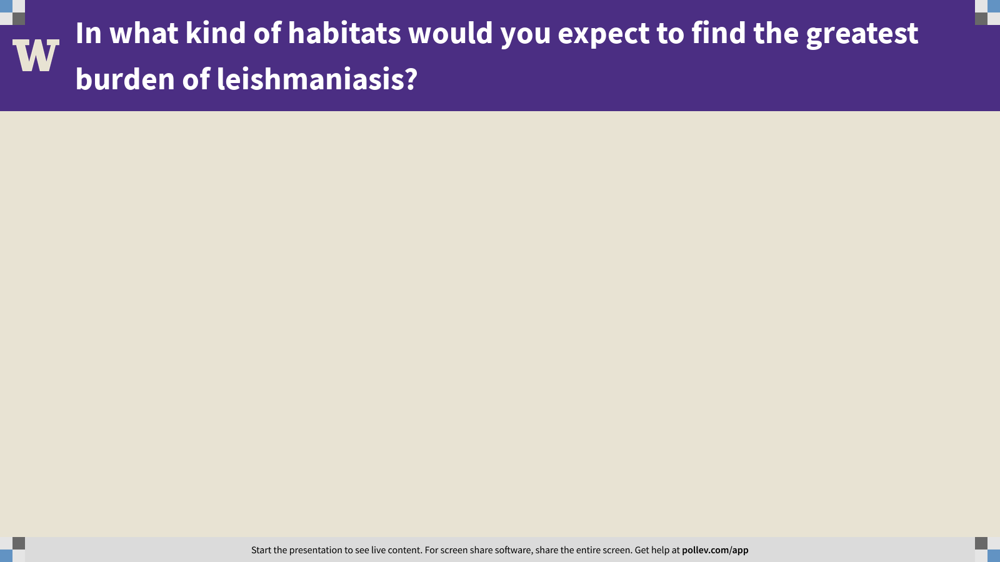 W
In what kind of habitats would you expect to find the greatest
burden of leishmaniasis?
Start the presentation to see live content. For screen share software, share the entire screen. Get help at pollev.com/app